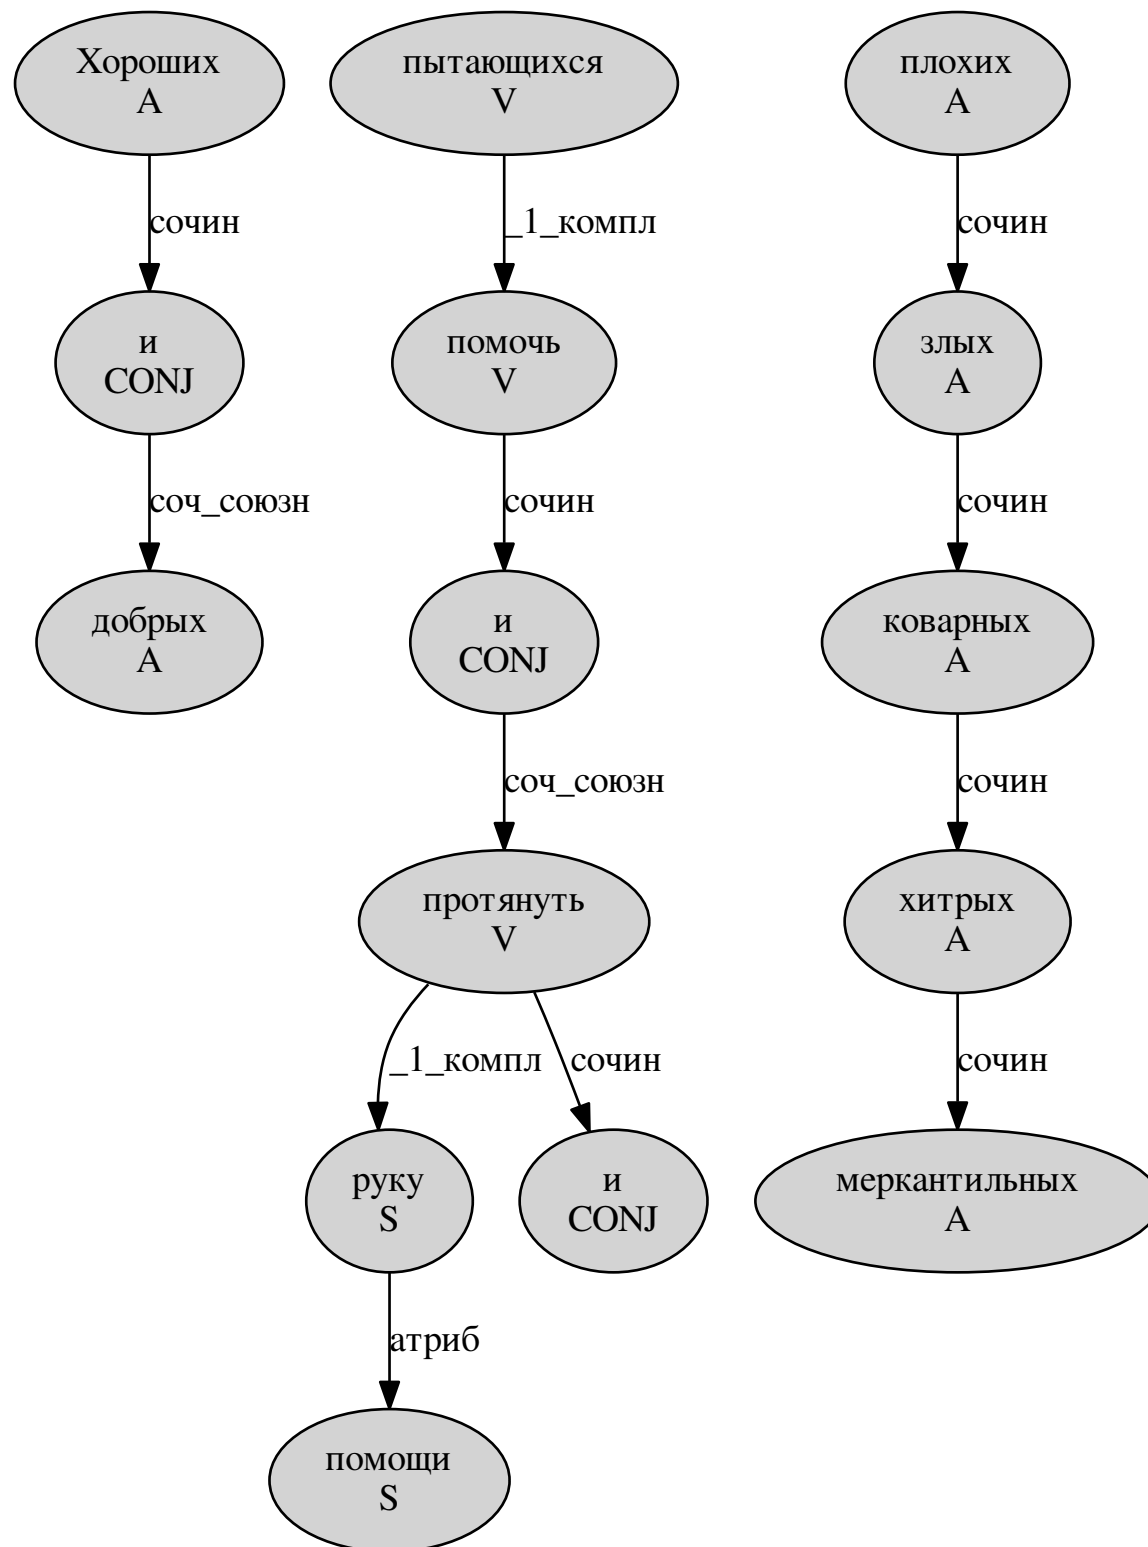 Хороших
A
пытающихся
V
плохих
A
сочин
_1_компл
сочин
и
CONJ
помочь
V
злых
A
соч_союзн
сочин
сочин
добрых
A
и
CONJ
коварных
A
соч_союзн
сочин
протянуть
V
хитрых
A
_1_компл
сочин
сочин
руку
S
и
CONJ
меркантильных
A
атриб
помощи
S